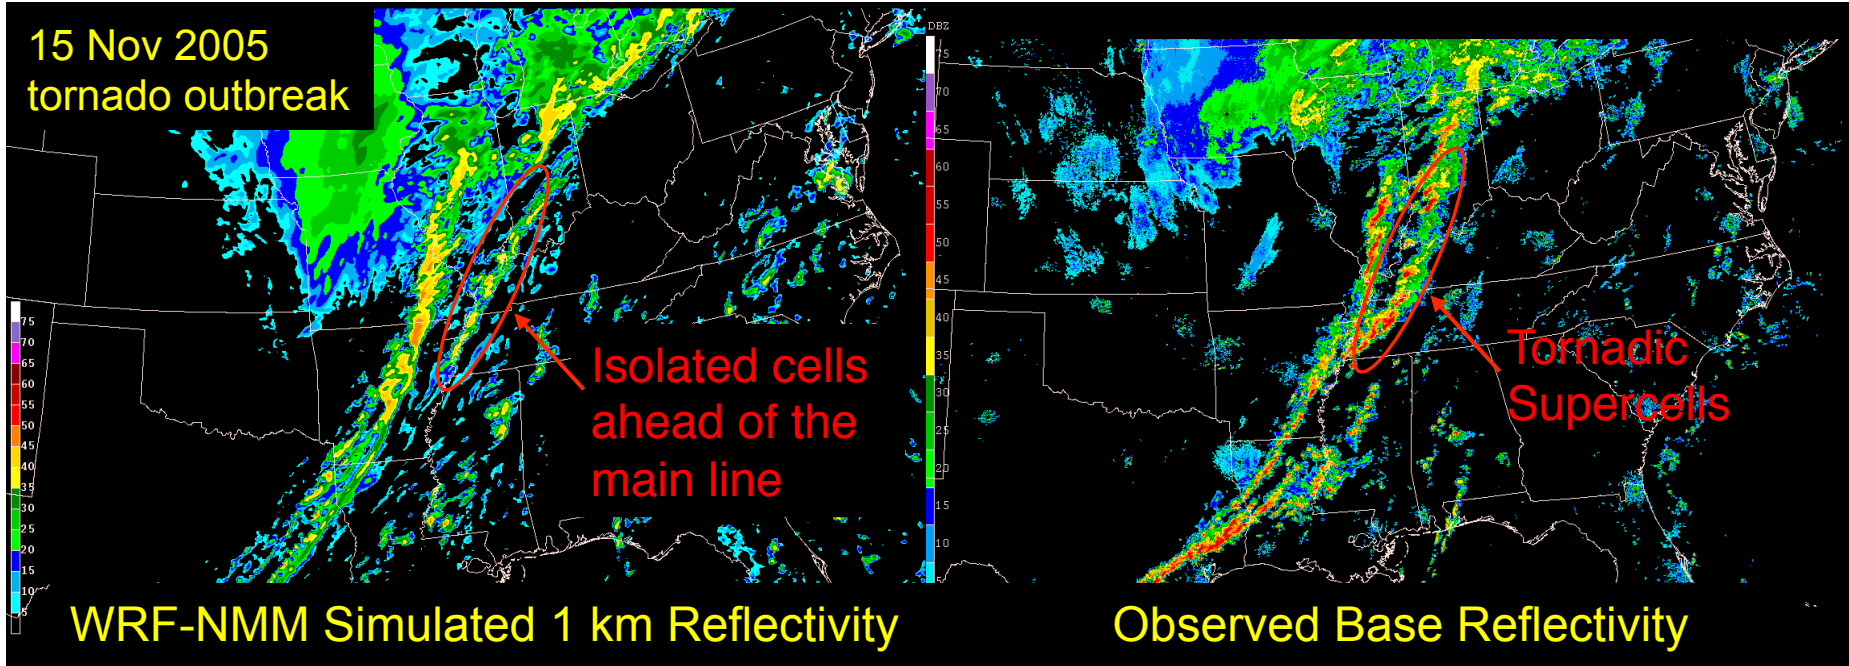 15 Nov 2005
tornado outbreak
75
70
65
60
55
50
45
40
35
30
25
20
15
10
5
Isolated cells
ahead of the
main line
WRF-NMM Simulated 1 km Reflectivity
DBZ
75
70
65
60
55
50
45
40
35
30
25
20
15
10
Tornadic
Supercells
Observed Base Reflectivity